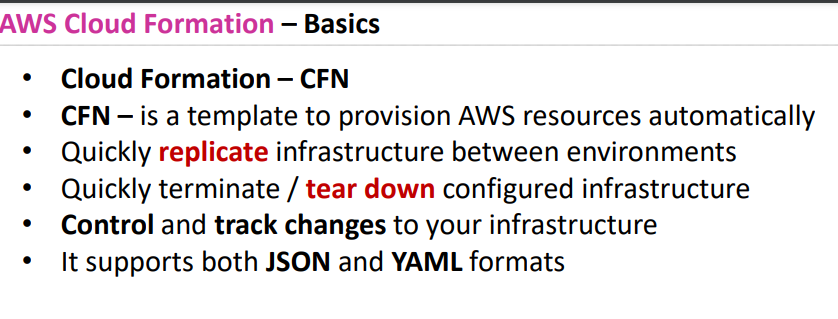 AWS Cloud Formation – Basics
• Cloud Formation – CFN
• CFN – is a template to provision AWS resources automatically
• Quickly replicate infrastructure between environments
• Quickly terminate / tear down configured infrastructure
• Control and track changes to your infrastructure
• It supports both JSON and YAML formats